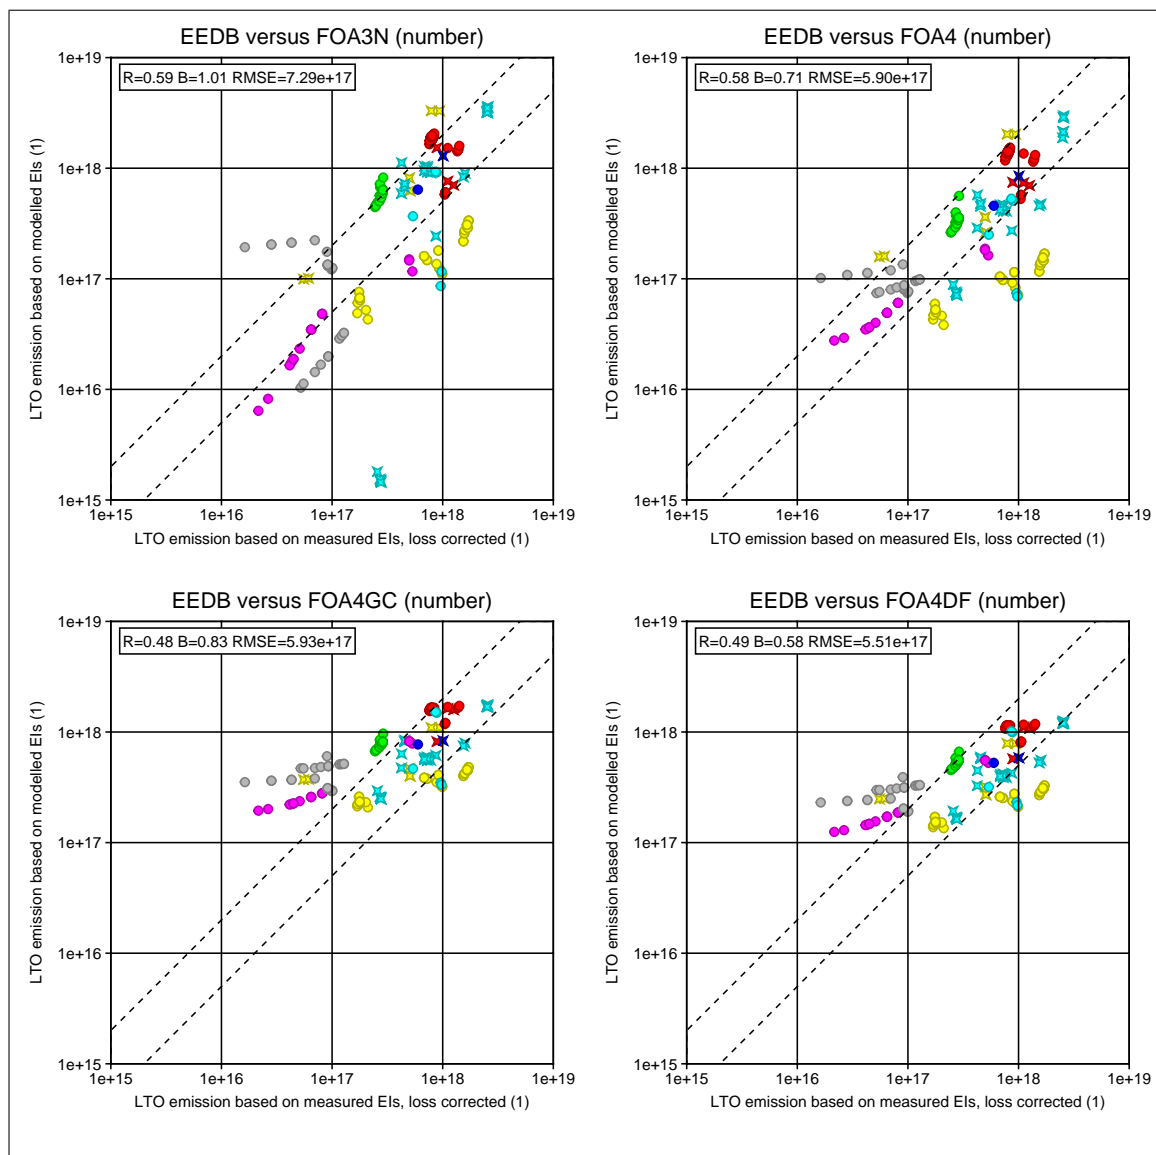 EEDB versus FOA3N (number)
R=0.59 B=1.01 RMSE=7.29e+17
LTO emission based on modelled EIs (1)
1e+19
1e+18
1e+17
1e+16
1e+15
1e+15 1e+16 1e+17 1e+18 1e+19
LTO emission based on measured EIs, loss corrected (1)
EEDB versus FOA4 (number)
R=0.58 B=0.71 RMSE=5.90e+17
LTO emission based on modelled EIs (1)
1e+19
1e+18
1e+17
1e+16
1e+15
1e+15 1e+16 1e+17 1e+18 1e+19
LTO emission based on measured EIs, loss corrected (1)
EEDB versus FOA4GC (number)
R=0.48 B=0.83 RMSE=5.93e+17
LTO emission based on modelled EIs (1)
1e+19
1e+18
1e+17
1e+16
1e+15
1e+15 1e+16 1e+17 1e+18 1e+19
LTO emission based on measured EIs, loss corrected (1)
EEDB versus FOA4DF (number)
R=0.49 B=0.58 RMSE=5.51e+17
LTO emission based on modelled EIs (1)
1e+19
1e+18
1e+17
1e+16
1e+15
1e+15 1e+16 1e+17 1e+18 1e+19
LTO emission based on measured EIs, loss corrected (1)